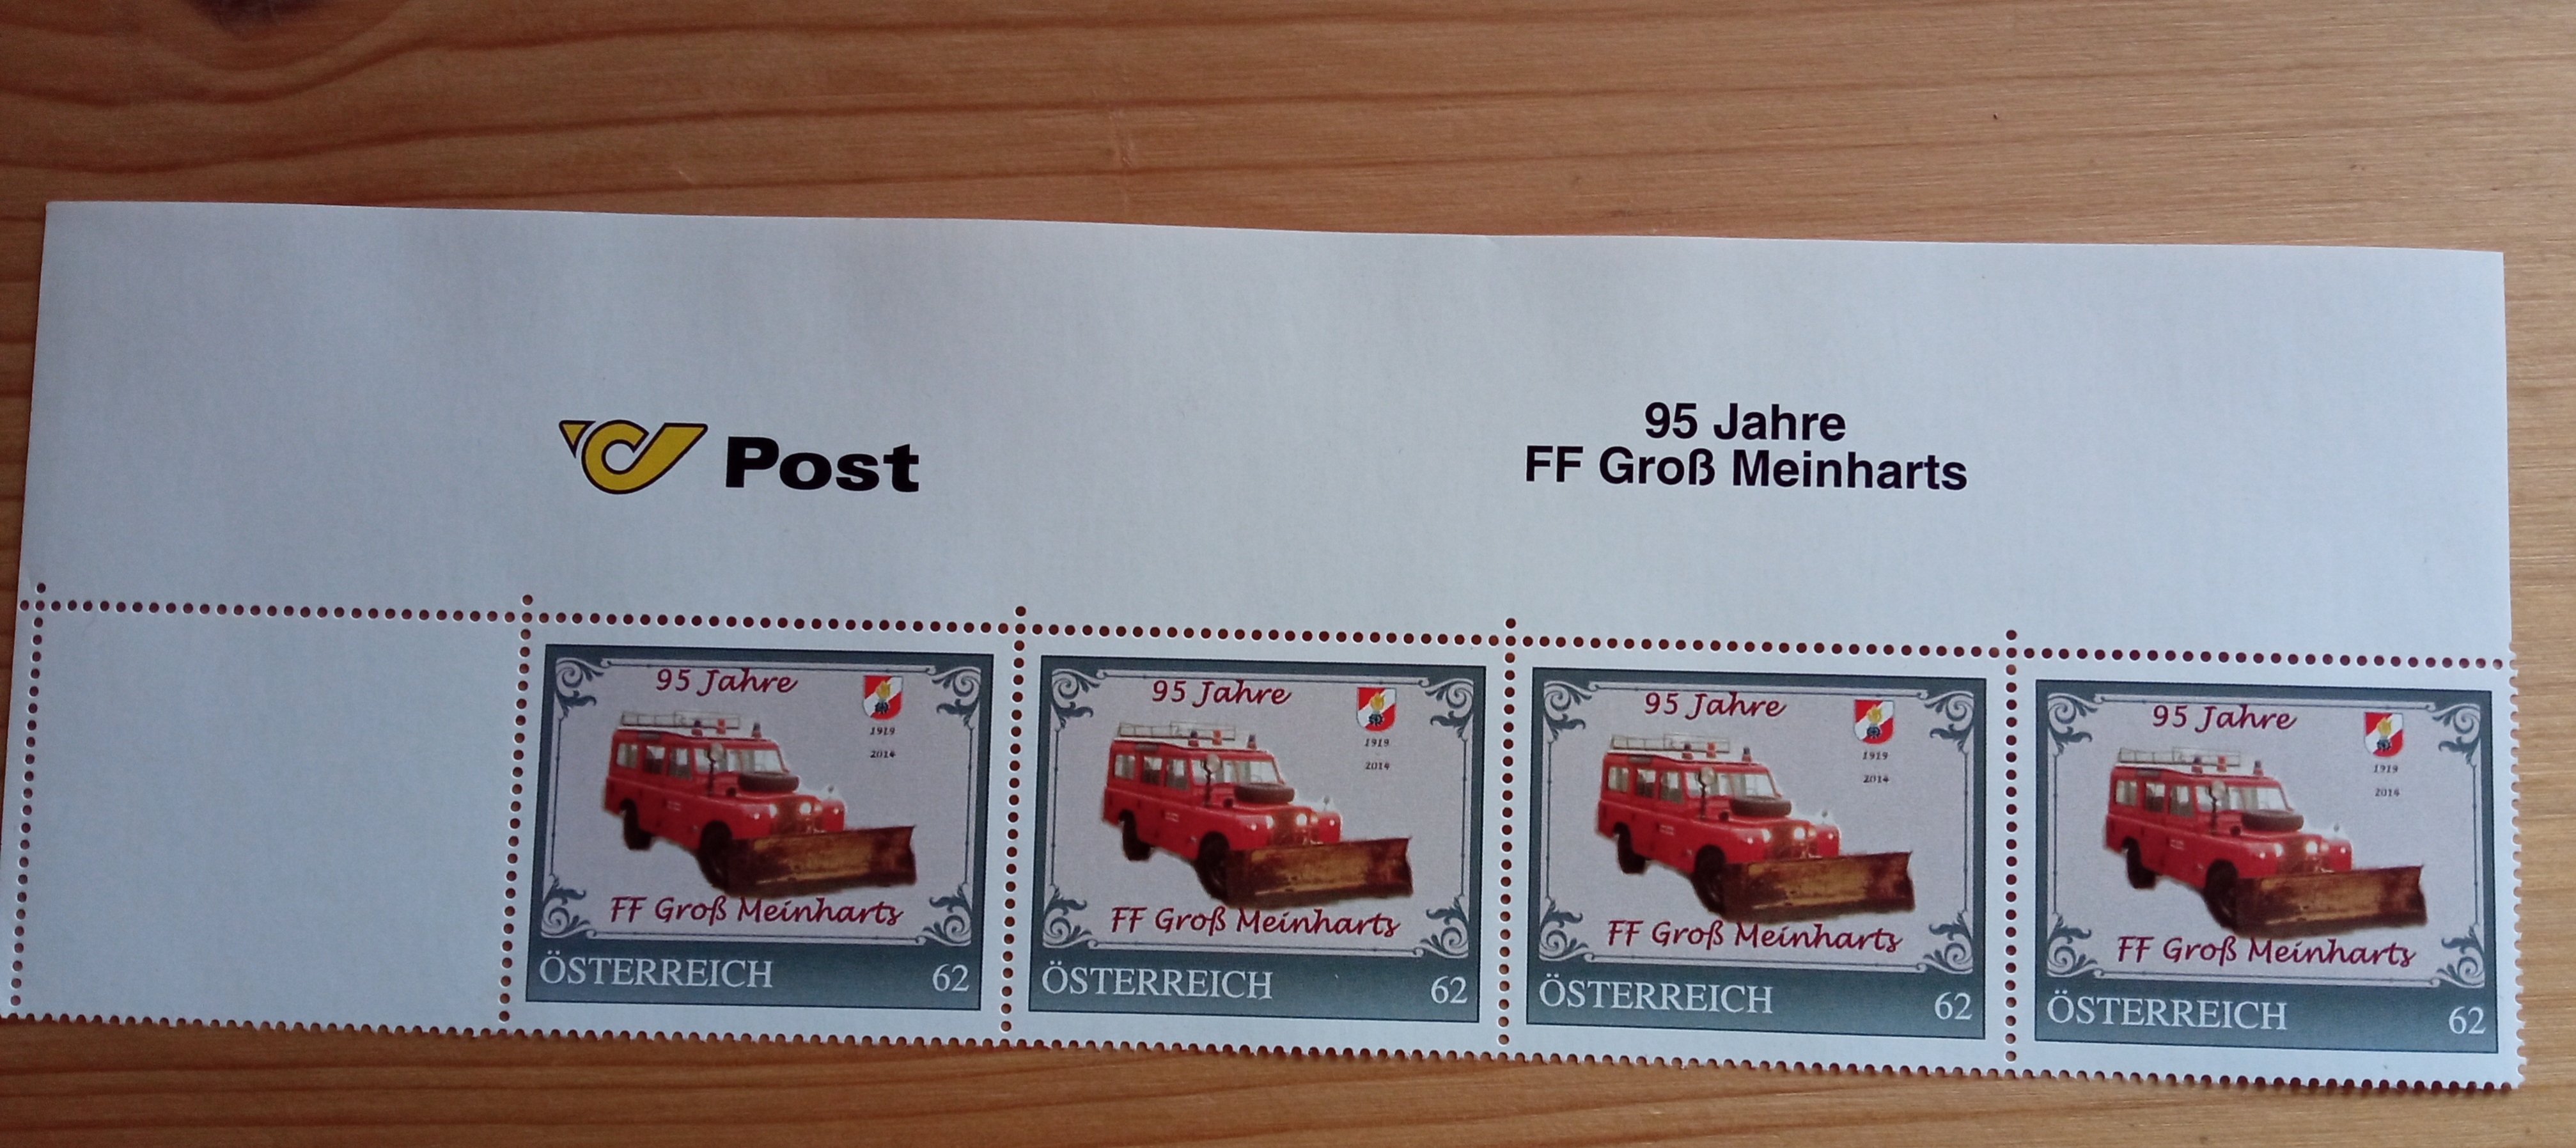 Post
95 Jahre
FF Groß Meinharts
95 Jahre
1919
2014
FF Groß Meinharts
ÖSTERREICH 62
95 Jahre
1919
2014
FF Groß Meinharts
ÖSTERREICH 62
95 Jahre
1919
2014
FF Groß Meinharts
ÖSTERREICH 62
95 Jahre
1919
2014
FF Groß Meinharts
ÖSTERREICH 62